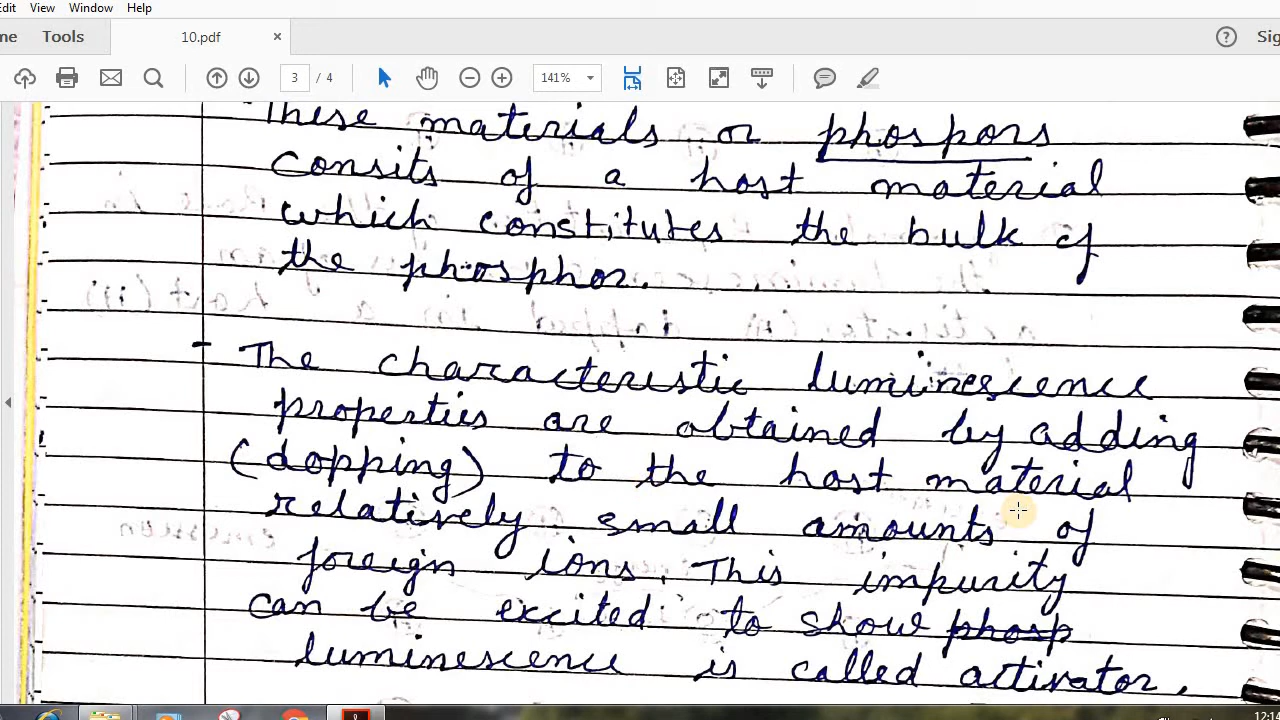 Edit View Window Help
me Tools 10.pdf × ? Sig
3 / 4 141%
These materials or phospors
Consits of a host material
which constitutes the bulk of
the phosphor.
- The characteristic luminescence
properties are obtained by adding
(dopping) to the host material
relatively small amounts of
foreign ions. This impurity
can be excited to show phosp
luminescence is called activator.